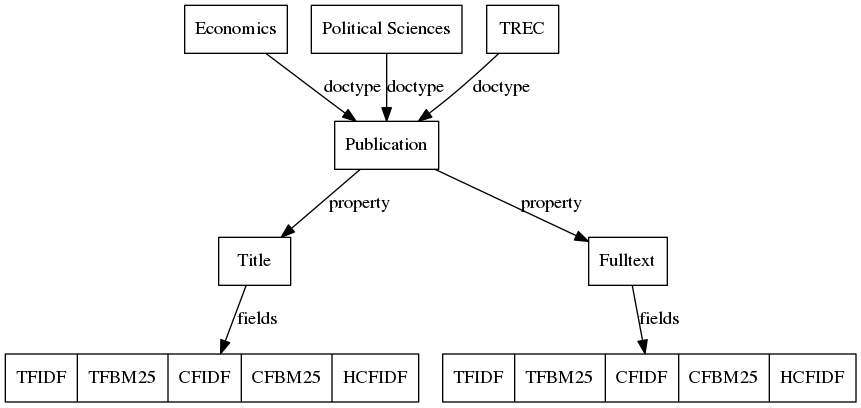 Economics Political Sciences TREC
doctype doctype doctype
Publication
property property
Title Fulltext
fields fields
TFIDF TFBM25 CFIDF CFBM25 HCFIDF TFIDF TFBM25 CFIDF CFBM25 HCFIDF